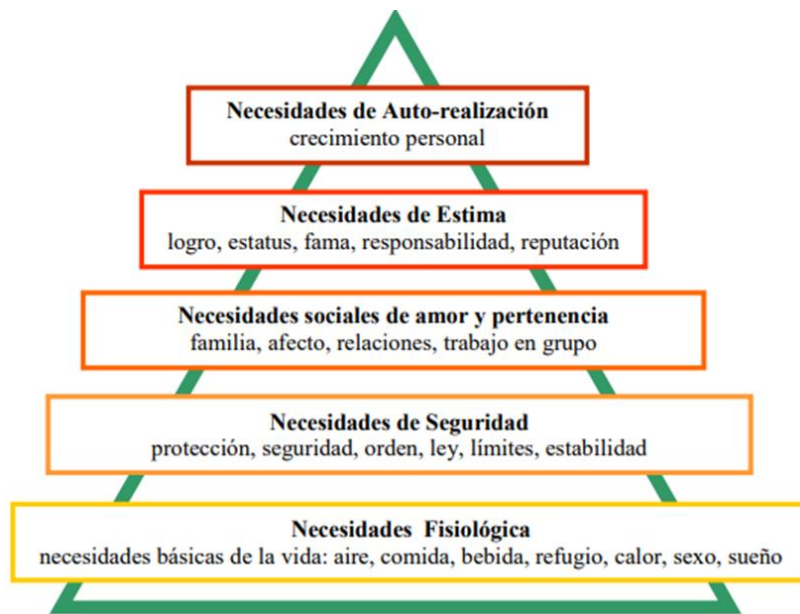 Necesidades de Auto-realización
crecimiento personal
Necesidades de Estima
logro, estatus, fama, responsabilidad, reputación
Necesidades sociales de amor y pertenencia
familia, afecto, relaciones, trabajo en grupo
Necesidades de Seguridad
protección, seguridad, orden, ley, límites, estabilidad
Necesidades Fisiológica
necesidades básicas de la vida: aire, comida, bebida, refugio, calor, sexo, sueño